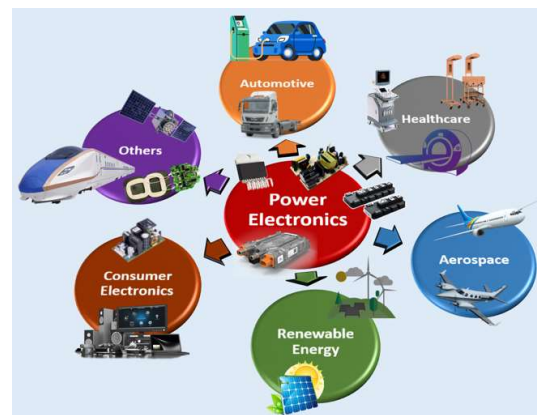 Automotive
Healthcare
Others
Power
Electronics
Aerospace
Consumer
Electronics
Renewable
Energy